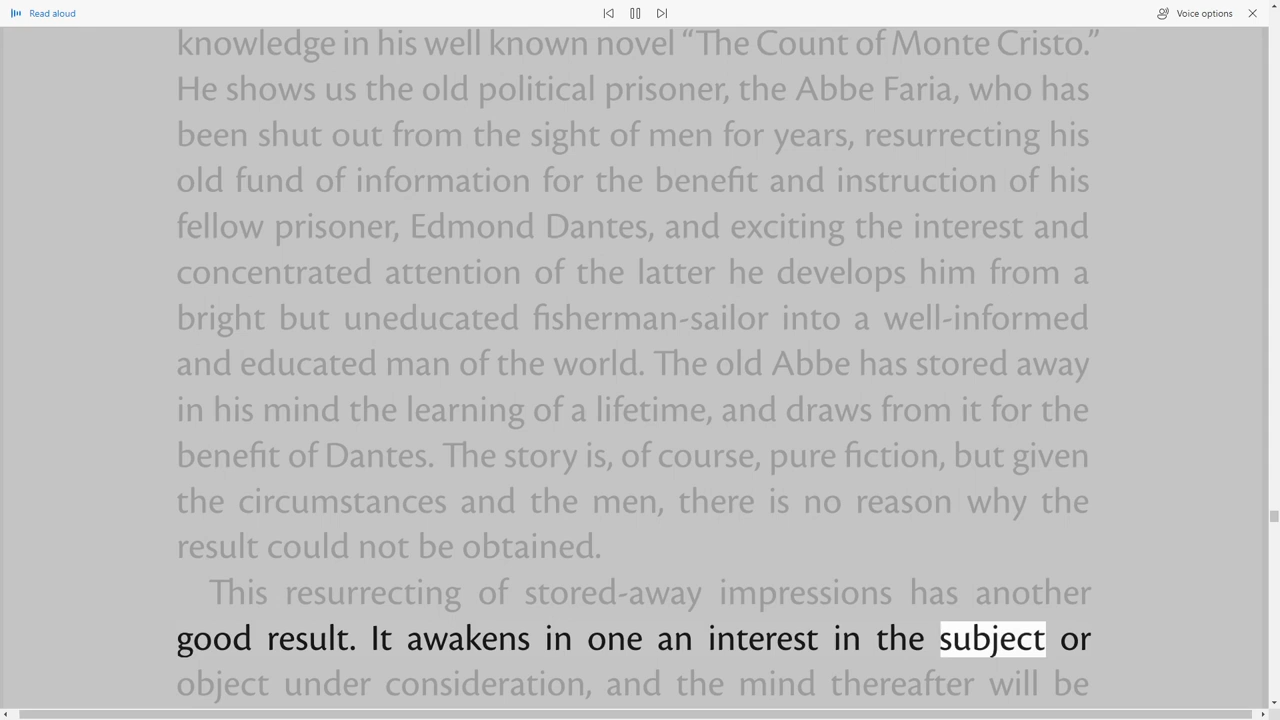 Read aloud
Voice options
knowledge in his well known novel “The Count of Monte Cristo.”
He shows us the old political prisoner, the Abbe Faria, who has
been shut out from the sight of men for years, resurrecting his
old fund of information for the benefit and instruction of his
fellow prisoner, Edmond Dantes, and exciting the interest and
concentrated attention of the latter he develops him from a
bright but uneducated fisherman-sailor into a well-informed
and educated man of the world. The old Abbe has stored away
in his mind the learning of a lifetime, and draws from it for the
benefit of Dantes. The story is, of course, pure fiction, but given
the circumstances and the men, there is no reason why the
result could not be obtained.
This resurrecting of stored-away impressions has another
good result. It awakens in one an interest in the subject or
object under consideration, and the mind thereafter will be